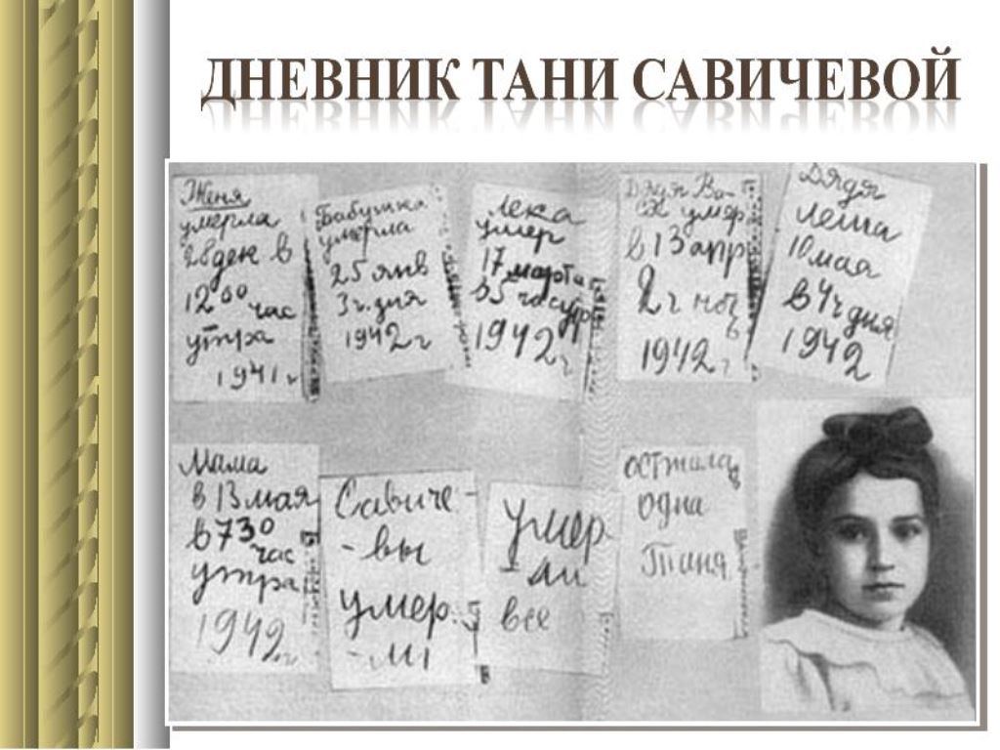 ДНЕВНИК ТАНИ САВИЧЕВОЙ
Женя
умерла
28 дек в
12 00 час
утра
1941 г
Бабушка
умерла
25 янв
3 ч. дня
1942 г
Лека
умер
17 марта
в 5 час утр
1942 г
Дядя Ва-
ся умер
в 13 апр
2 ч ночь
1942 г
Дядя
Леша
10 мая
в 4 ч дня
1942
Мама
в 13 мая
в 7 30
час
утра
1942 г
Савиче-
-вы
умер
-ли
умер
-ли
все
осталась
одна
Таня